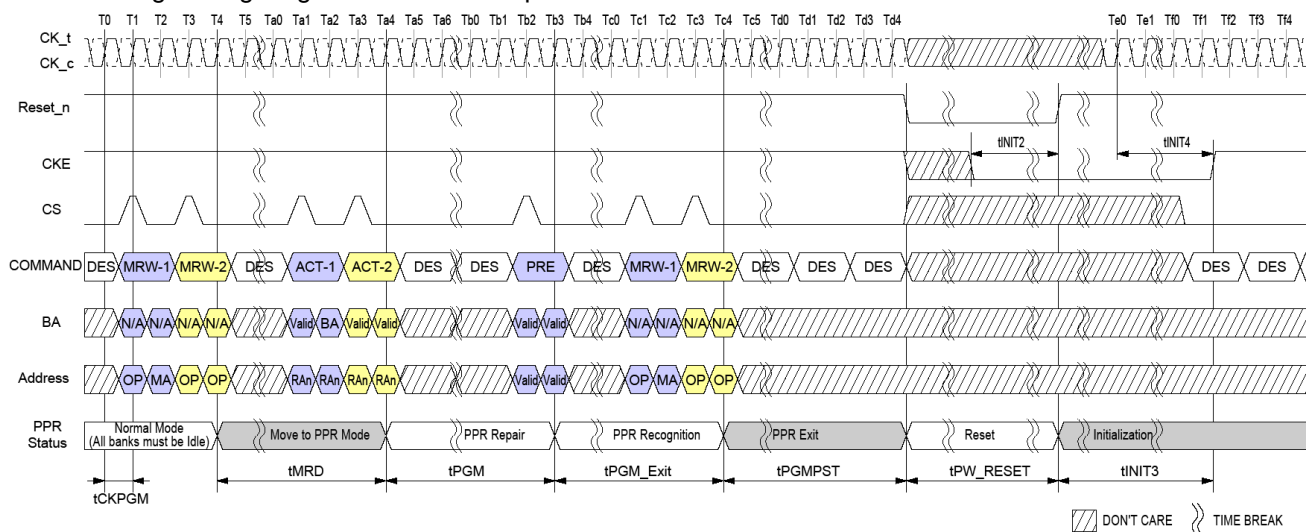 T0 T1 T2 T3 T4 T5 Ta0 Ta1 Ta2 Ta3 Ta4 Ta5 Ta6 Tb0 Tb1 Tb2 Tb3 Tb4 Tc0 Tc1 Tc2 Tc3 Tc4 Tc5 Td0 Td1 Td2 Td3 Td4 Te0 Te1 Tf0 Tf1 Tf2 Tf3 Tf4
CK_t
CK_c
Reset_n
tINIT2 tINIT4
CKE
CS
COMMAND DES MRW-1 MRW-2 DES ACT-1 ACT-2 DES DES PRE DES MRW-1 MRW-2 DES DES DES DES DES
BA N/A N/A N/A N/A Valid BA Valid Valid Valid Valid N/A N/A N/A N/A
Address OP MA OP OP RAn RAn RAn RAn Valid Valid OP MA OP OP
PPR Status Normal Mode (All banks must be Idle) Move to PPR Mode PPR Repair PPR Recognition PPR Exit Reset Initialization
tCKPGM tMRD tPGM tPGM_Exit tPGMPST tPW_RESET tINIT3
DON'T CARE TIME BREAK